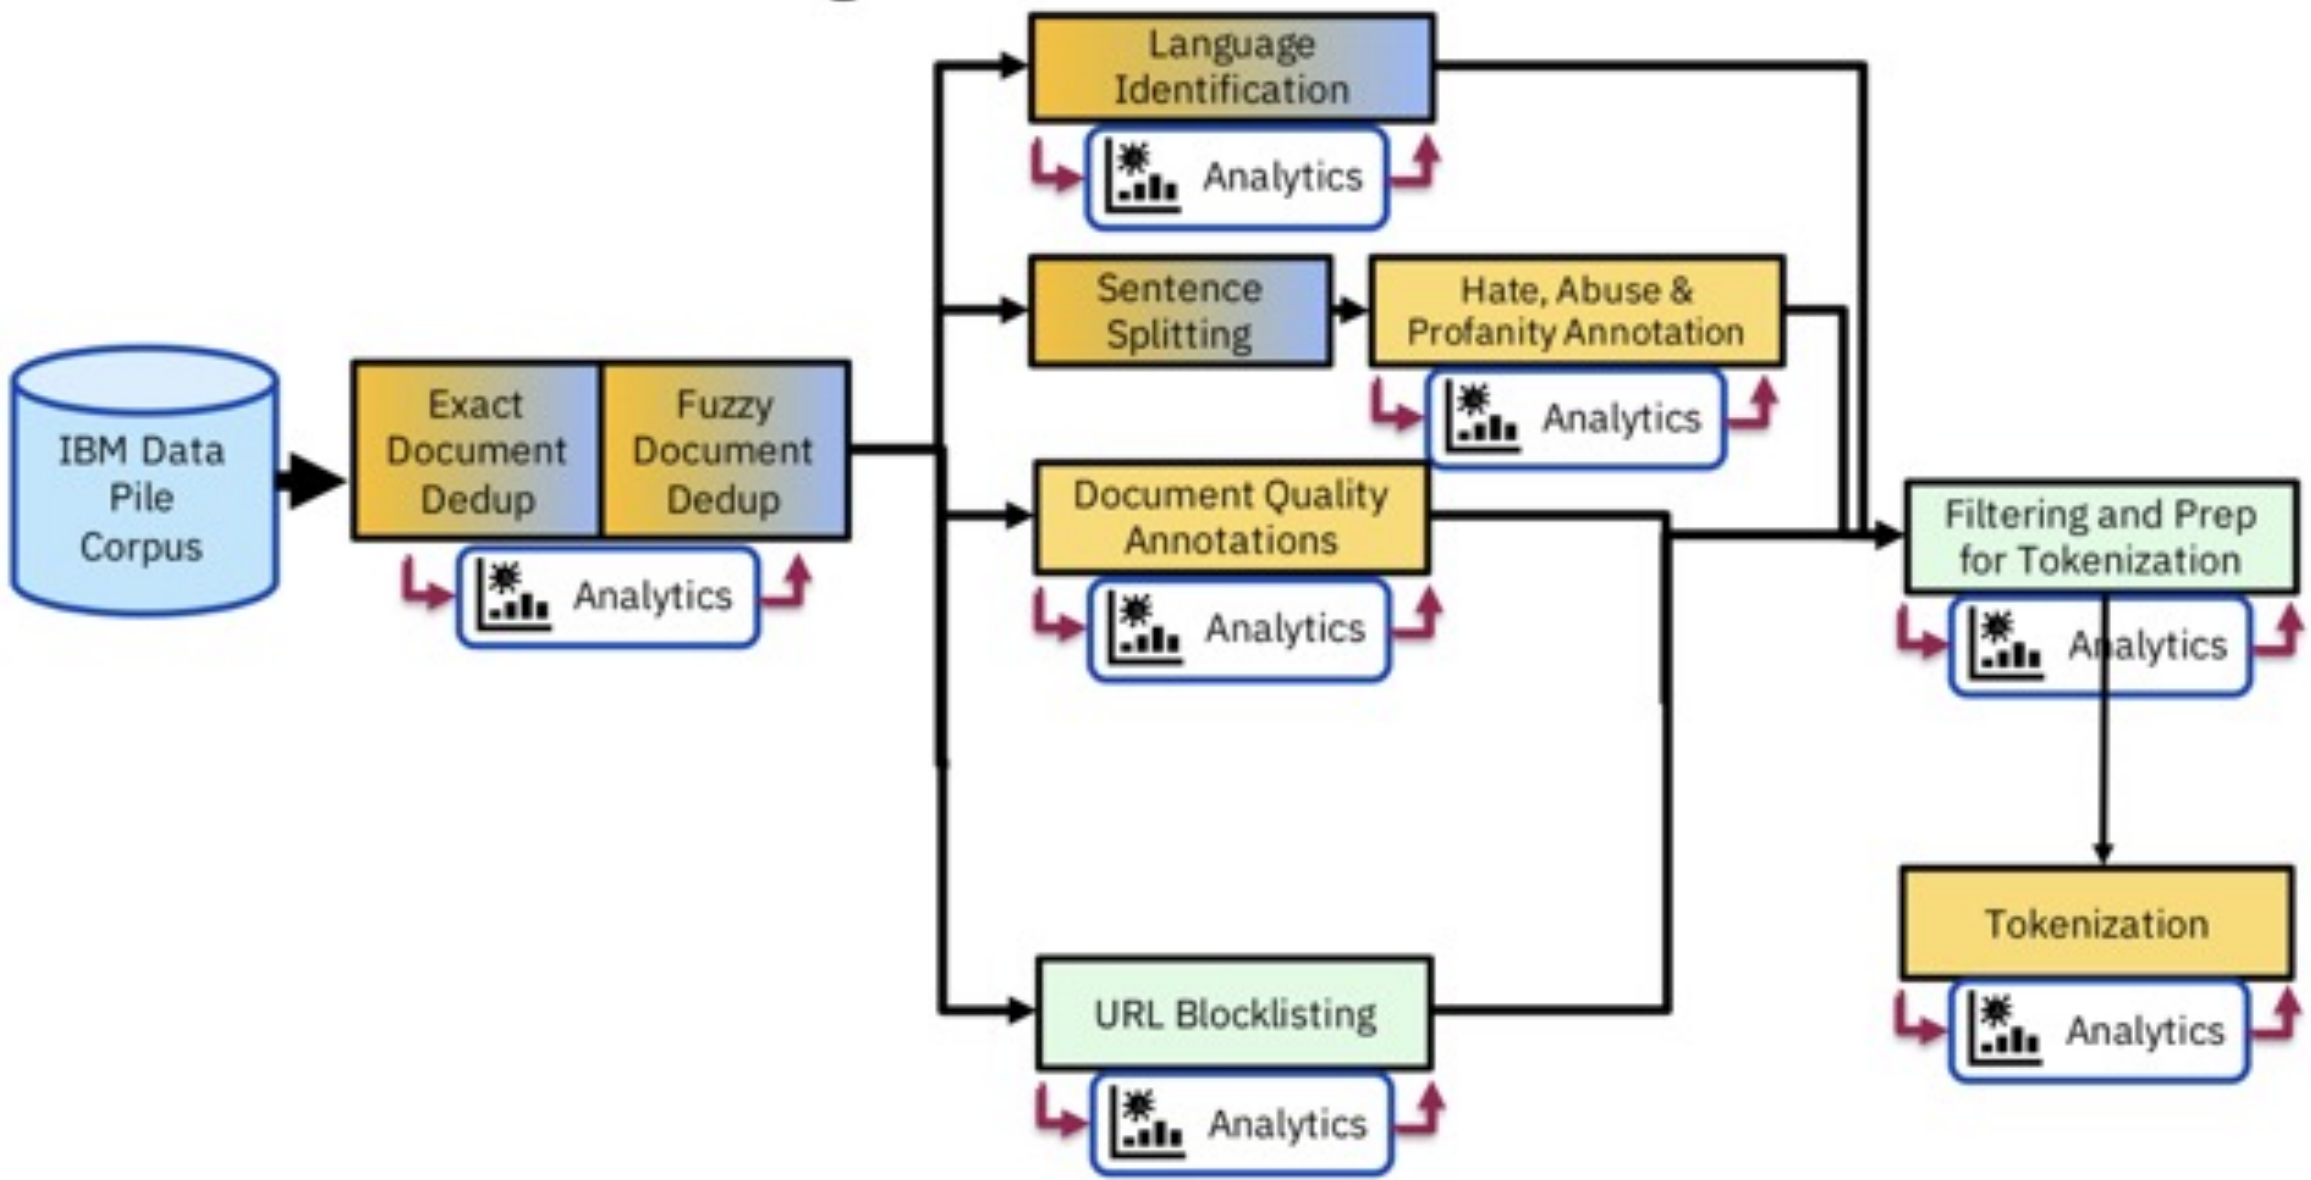 IBM Data
Pile
Corpus
Exact
Document
Dedup
Fuzzy
Document
Dedup
Analytics
Language
Identification
Analytics
Sentence
Splitting
Hate, Abuse &
Profanity Annotation
Analytics
Document Quality
Annotations
Analytics
URL Blocklisting
Analytics
Filtering and Prep
for Tokenization
Analytics
Tokenization
Analytics